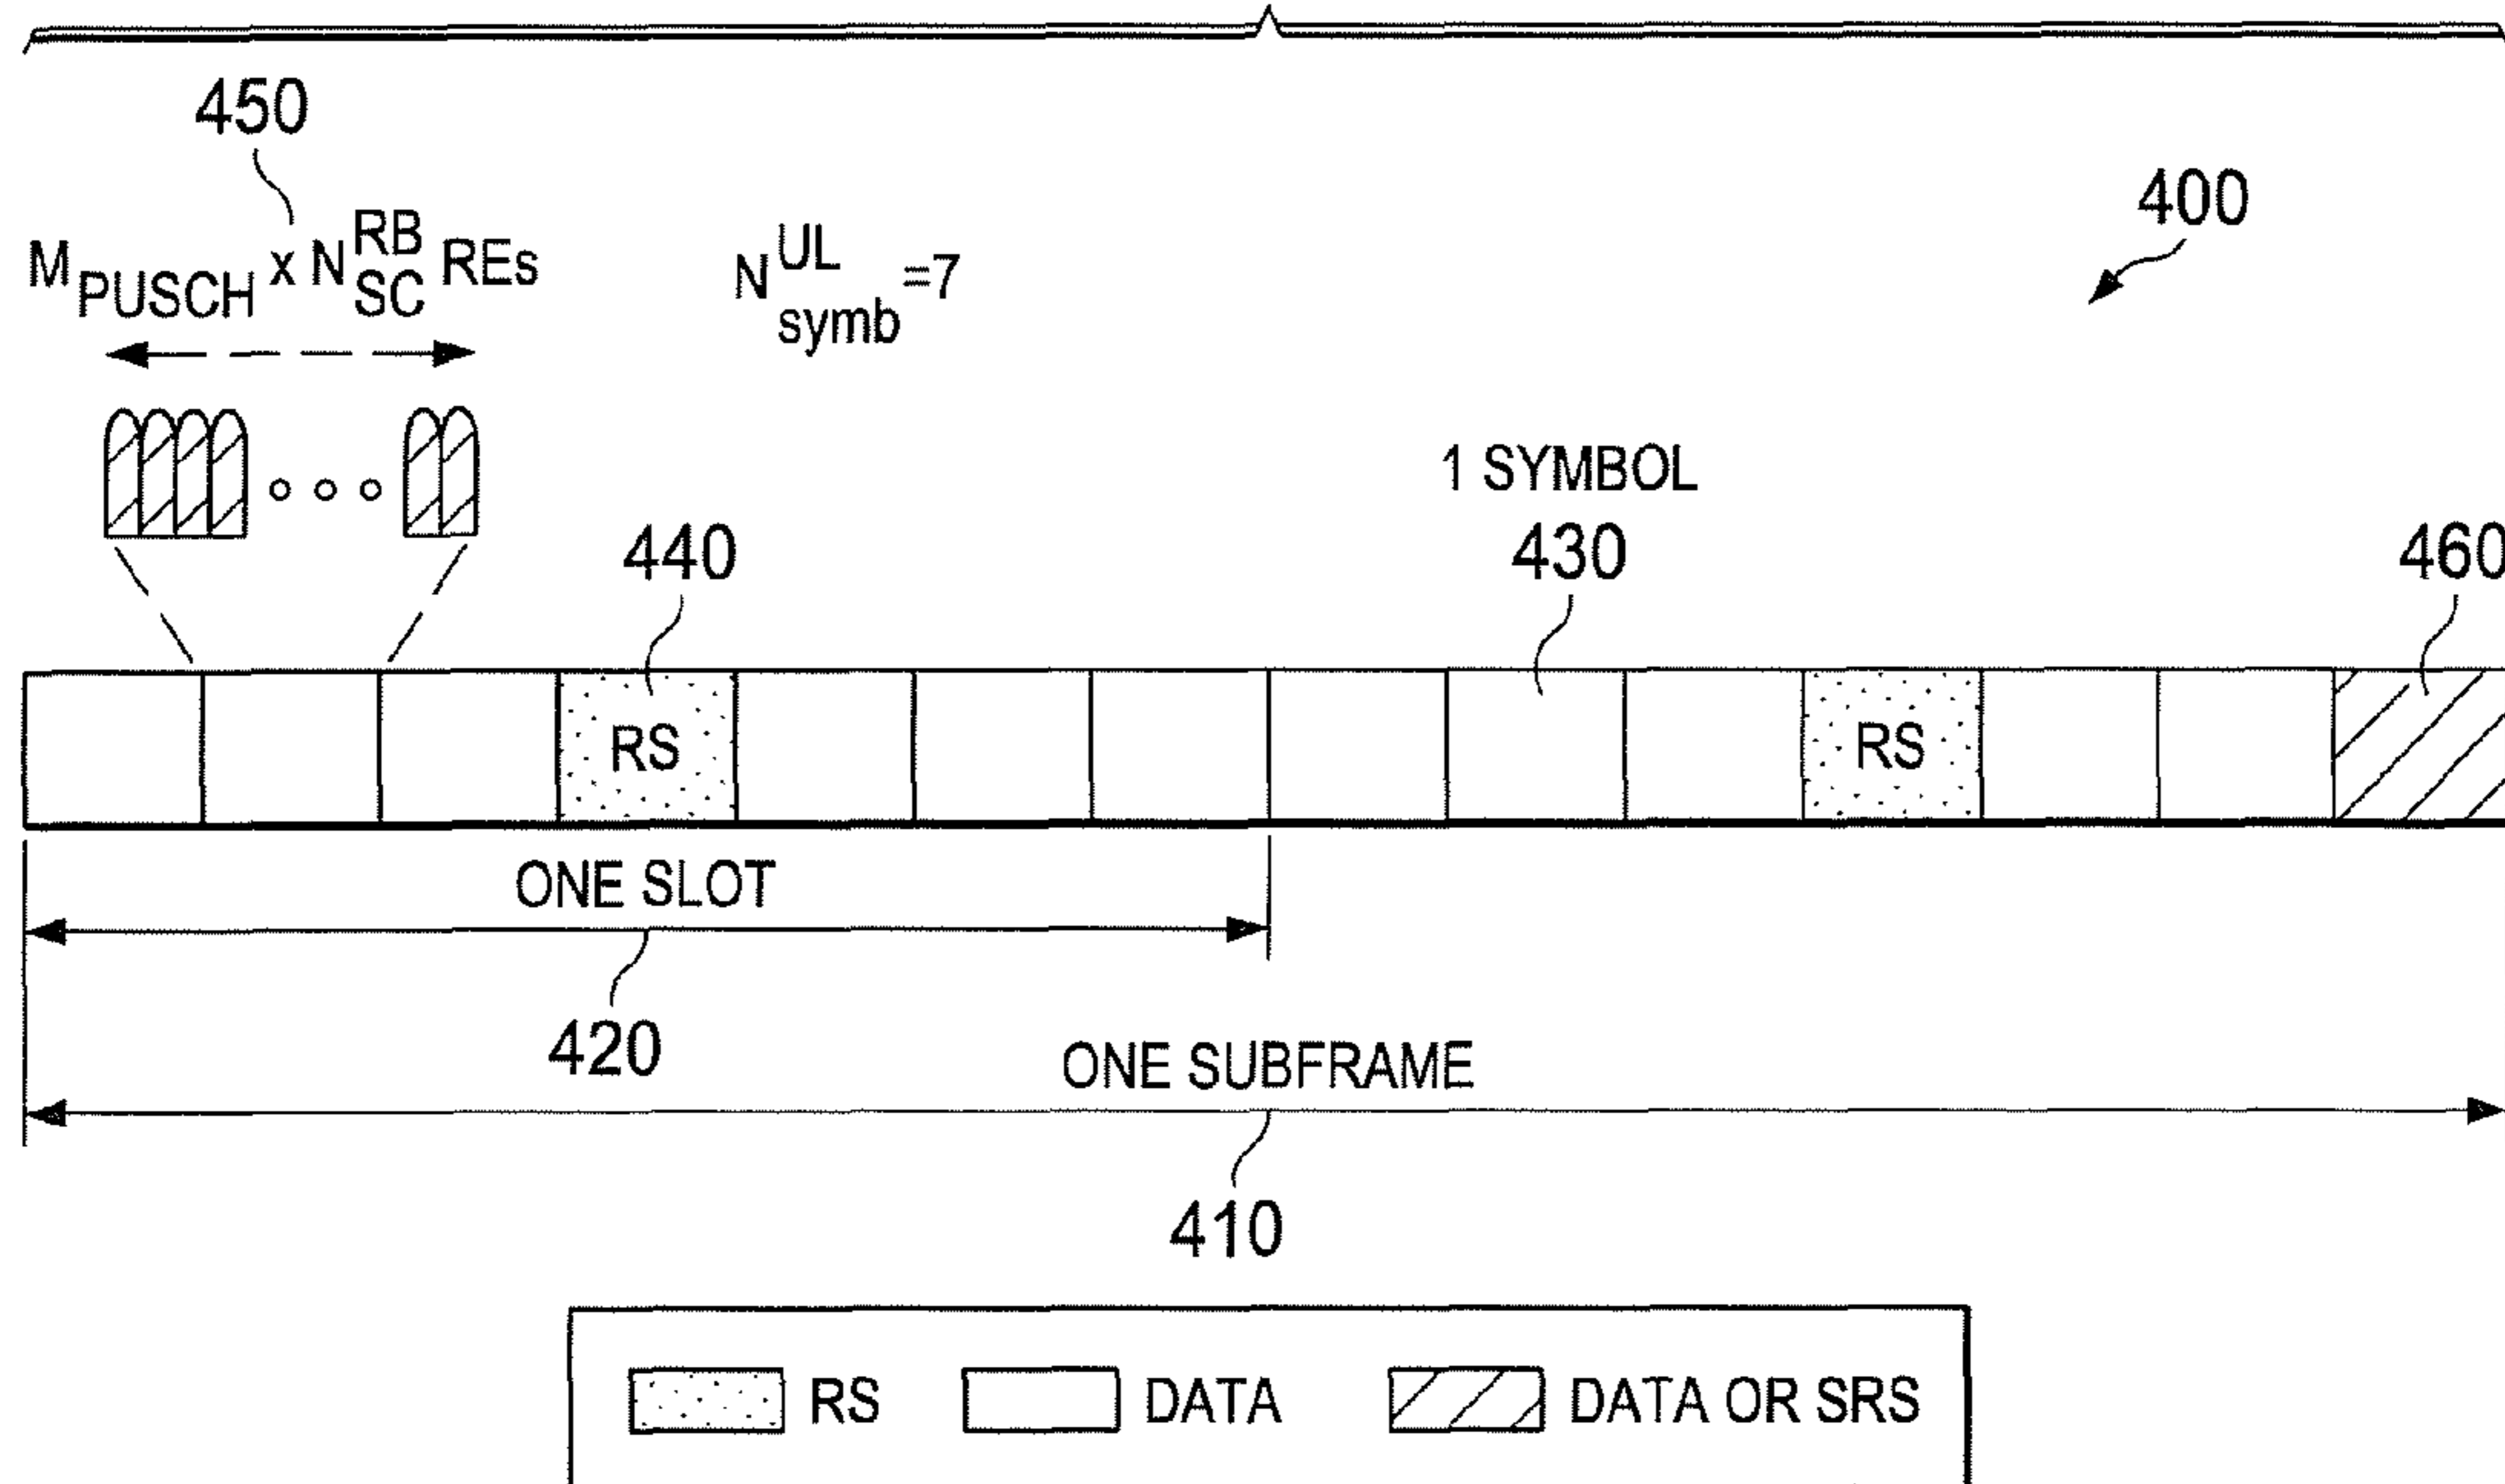 450
400
M PUSCH x N RB SC REs
N UL symb =7
1 SYMBOL
440
430
460
RS
RS
ONE SLOT
420
ONE SUBFRAME
410
RS
DATA
DATA OR SRS